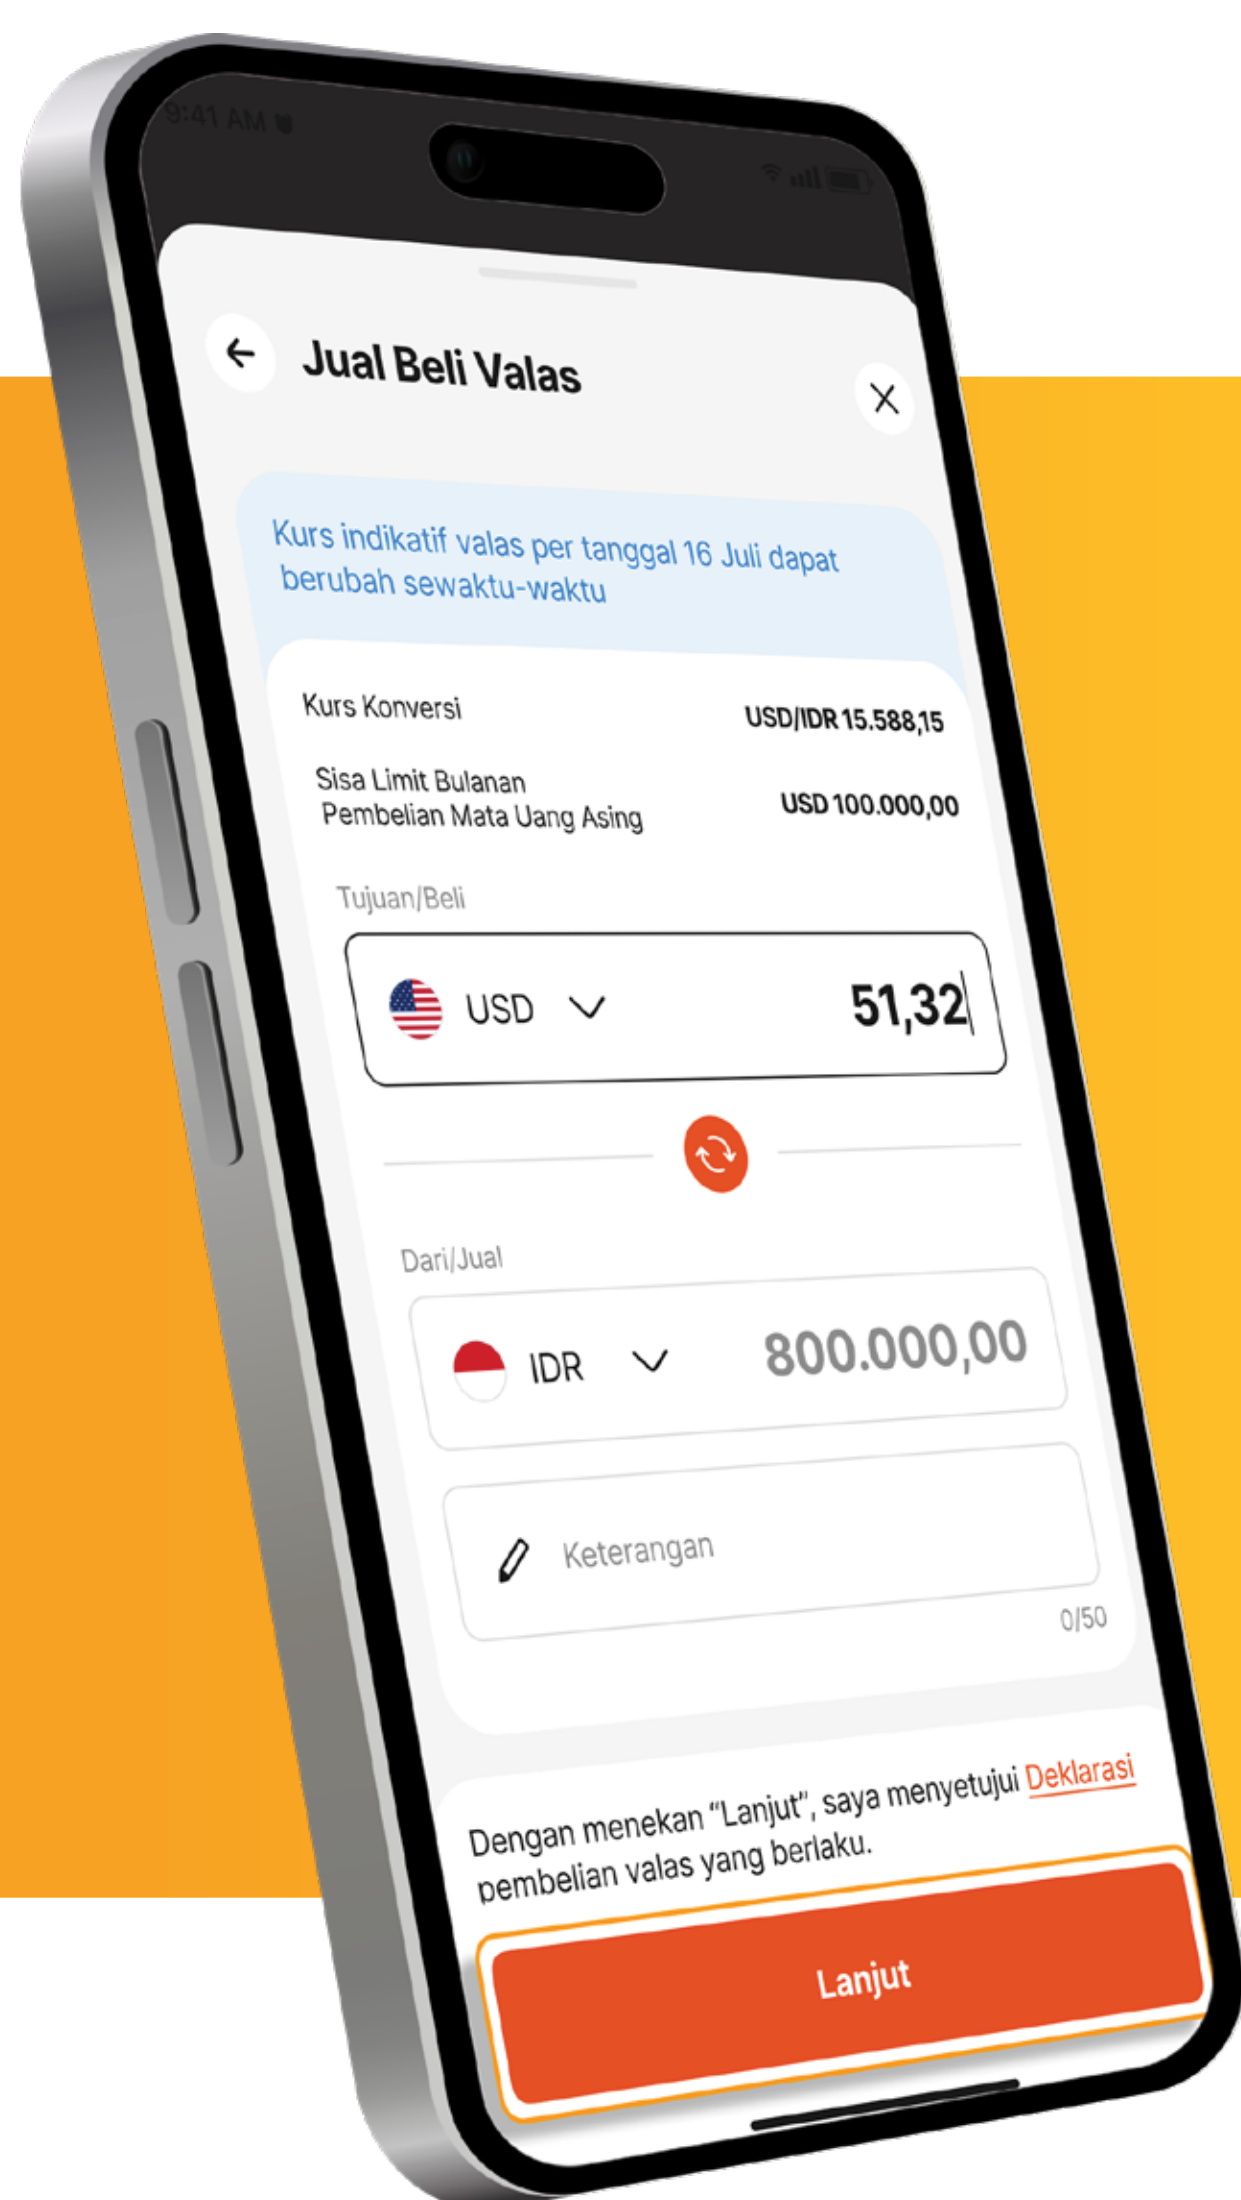 9:41 AM
Jual Beli Valas
Kurs indikatif valas per tanggal 16 Juli dapat
berubah sewaktu-waktu
Kurs Konversi
USD/IDR 15.588,15
Sisa Limit Bulanan
Pembelian Mata Uang Asing
USD 100.000,00
Tujuan/Beli
USD
51,32
Dari/Jual
IDR
800.000,00
Keterangan
0/50
Dengan menekan “Lanjut”, saya menyetujui Deklarasi
pembelian valas yang berlaku.
Lanjut